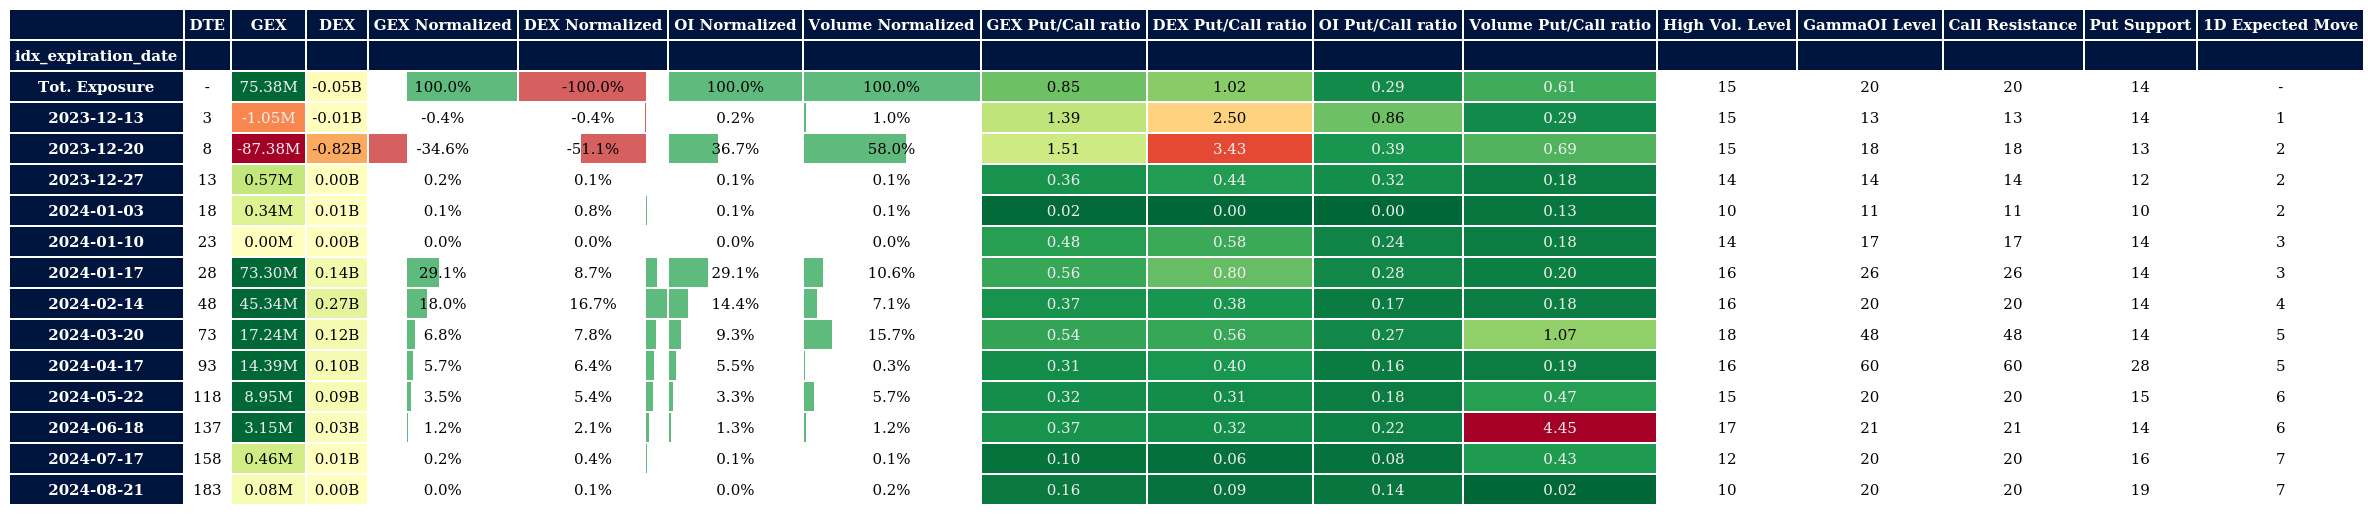 DTE GEX DEX GEX Normalized DEX Normalized OI Normalized Volume Normalized GEX Put/Call ratio DEX Put/Call ratio OI Put/Call ratio Volume Put/Call ratio High Vol. Level GammaOI Level Call Resistance Put Support 1D Expected Move
idx_expiration_date
Tot. Exposure - 75.38M -0.05B 100.0% -100.0% 100.0% 100.0% 0.85 1.02 0.29 0.61 15 20 20 14 -
2023-12-13 3 -1.05M -0.01B -0.4% -0.4% 0.2% 1.0% 1.39 2.50 0.86 0.29 15 13 13 14 1
2023-12-20 8 -87.38M -0.82B -34.6% -51.1% 36.7% 58.0% 1.51 3.43 0.39 0.69 15 18 18 13 2
2023-12-27 13 0.57M 0.00B 0.2% 0.1% 0.1% 0.1% 0.36 0.44 0.32 0.18 14 14 14 12 2
2024-01-03 18 0.34M 0.01B 0.1% 0.8% 0.1% 0.1% 0.02 0.00 0.00 0.13 10 11 11 10 2
2024-01-10 23 0.00M 0.00B 0.0% 0.0% 0.0% 0.0% 0.48 0.58 0.24 0.18 14 17 17 14 3
2024-01-17 28 73.30M 0.14B 29.1% 8.7% 29.1% 10.6% 0.56 0.80 0.28 0.20 16 26 26 14 3
2024-02-14 48 45.34M 0.27B 18.0% 16.7% 14.4% 7.1% 0.37 0.38 0.17 0.18 16 20 20 14 4
2024-03-20 73 17.24M 0.12B 6.8% 7.8% 9.3% 15.7% 0.54 0.56 0.27 1.07 18 48 48 14 5
2024-04-17 93 14.39M 0.10B 5.7% 6.4% 5.5% 0.3% 0.31 0.40 0.16 0.19 16 60 60 28 5
2024-05-22 118 8.95M 0.09B 3.5% 5.4% 3.3% 5.7% 0.32 0.31 0.18 0.47 15 20 20 15 6
2024-06-18 137 3.15M 0.03B 1.2% 2.1% 1.3% 1.2% 0.37 0.32 0.22 4.45 17 21 21 14 6
2024-07-17 158 0.46M 0.01B 0.2% 0.4% 0.1% 0.1% 0.10 0.06 0.08 0.43 12 20 20 16 7
2024-08-21 183 0.08M 0.00B 0.0% 0.1% 0.0% 0.2% 0.16 0.09 0.14 0.02 10 20 20 19 7